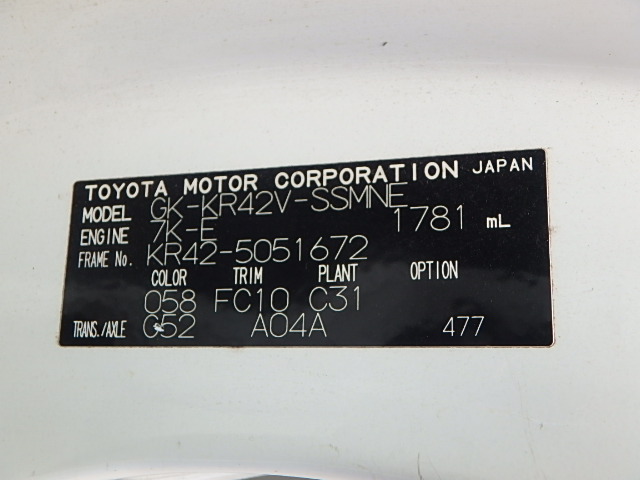 TOYOTA MOTOR CORPORATION JAPAN
MODEL GK-KR42V-SSMNE
ENGINE 7K-E 1781 mL
FRAME No. KR42-5051672
COLOR TRIM PLANT OPTION
058 FC10 C31
TRANS./AXLE C52 A04A 477